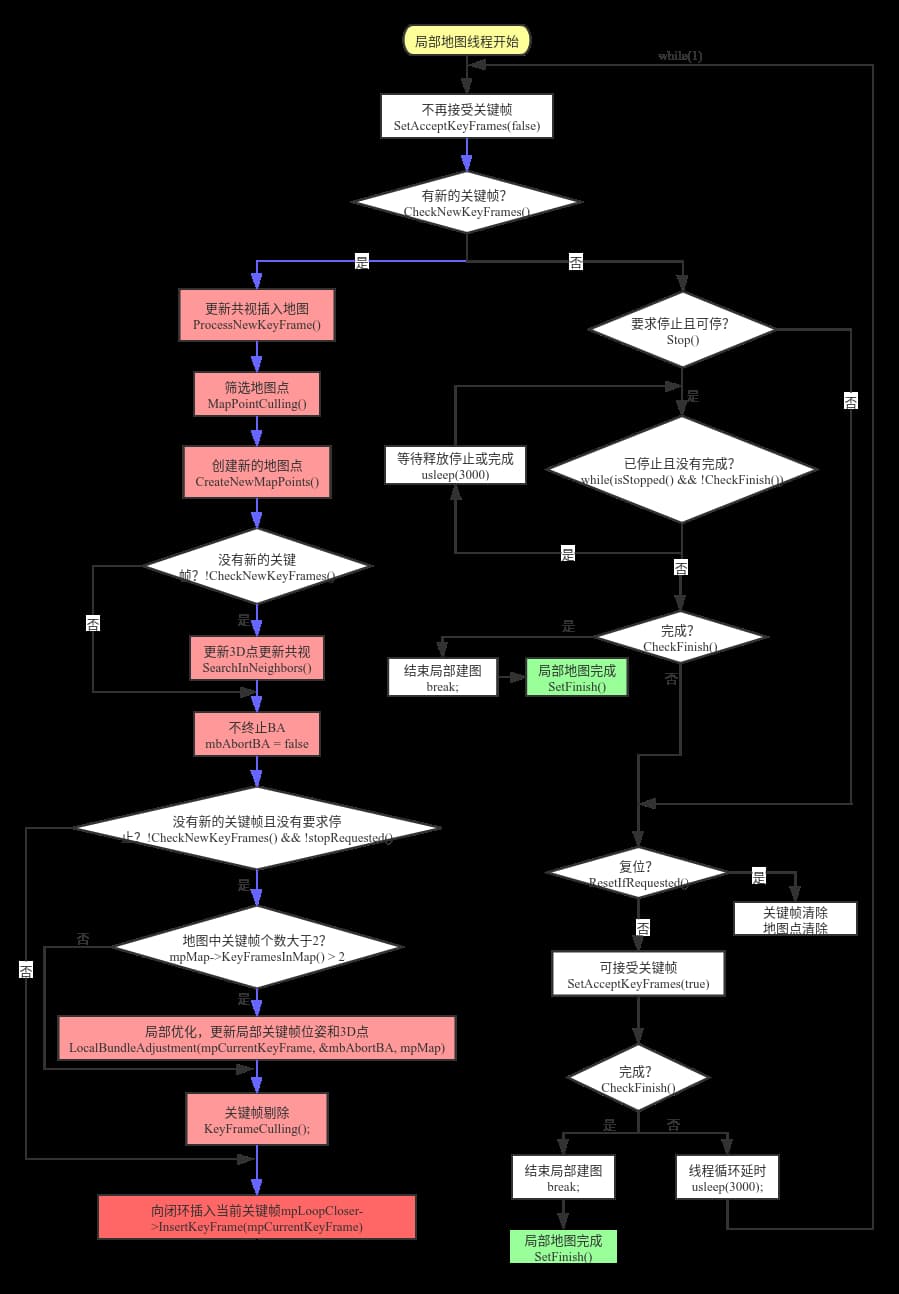 局部地图线程开始
while(1)
不再接受关键帧
SetAcceptKeyFrames(false)
有新的关键帧?
CheckNewKeyFrames()
是
否
更新共视插入地图
ProcessNewKeyFrame()
筛选地图点
MapPointCulling()
创建新的地图点
CreateNewMapPoints()
没有新的关键
帧? !CheckNewKeyFrames()
否
是
更新3D点更新共视
SearchInNeighbors()
不终止BA
mbAbortBA = false
没有新的关键帧且没有要求停
止? !CheckNewKeyFrames() && !stopRequested()
是
否
地图中关键帧个数大于2?
mpMap->KeyFramesInMap() > 2
否
是
局部优化，更新局部关键帧位姿和3D点
LocalBundleAdjustment(mpCurrentKeyFrame, &mbAbortBA, mpMap)
关键帧剔除
KeyFrameCulling();
向闭环插入当前关键帧mpLoopCloser-
>InsertKeyFrame(mpCurrentKeyFrame)
要求停止且可停?
Stop()
是
否
等待释放停止或完成
usleep(3000)
已停止且没有完成?
while(isStopped() && !CheckFinish())
是
否
完成?
CheckFinish()
是
否
结束局部建图
break;
局部地图完成
SetFinish()
复位?
ResetIfRequested()
是
关键帧清除
地图点清除
否
可接受关键帧
SetAcceptKeyFrames(true)
完成?
CheckFinish()
是
否
结束局部建图
break;
线程循环延时
usleep(3000);
局部地图完成
SetFinish()